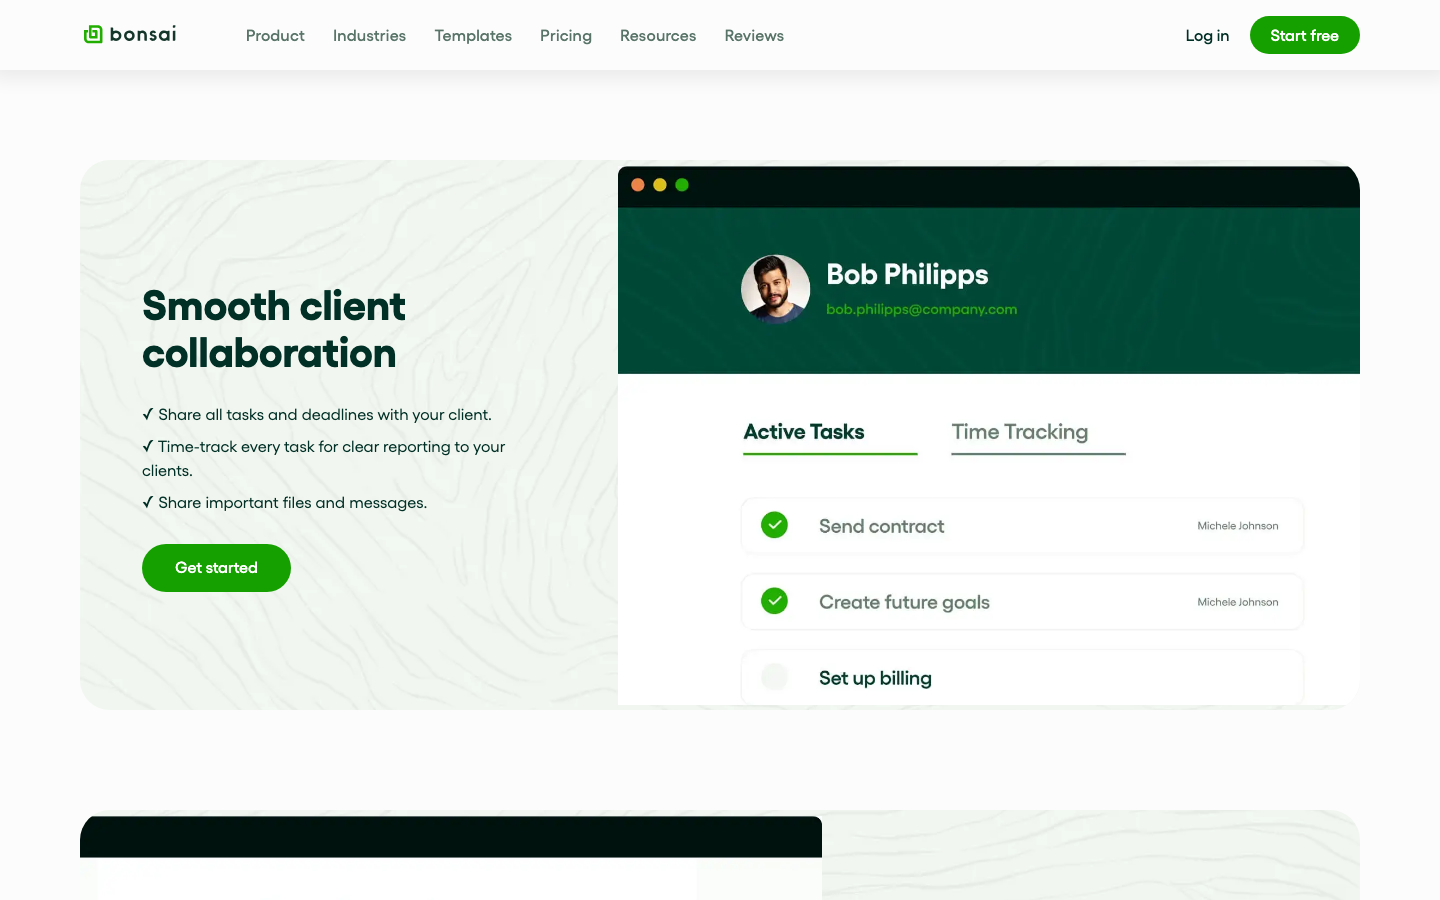 bonsai
Product
Industries
Templates
Pricing
Resources
Reviews
Log in
Start free
Smooth client
collaboration
✓ Share all tasks and deadlines with your client.
✓ Time-track every task for clear reporting to your
clients.
✓ Share important files and messages.
Get started
Bob Philipps
bob.philipps@company.com
Active Tasks
Time Tracking
Send contract
Michele Johnson
Create future goals
Michele Johnson
Set up billing